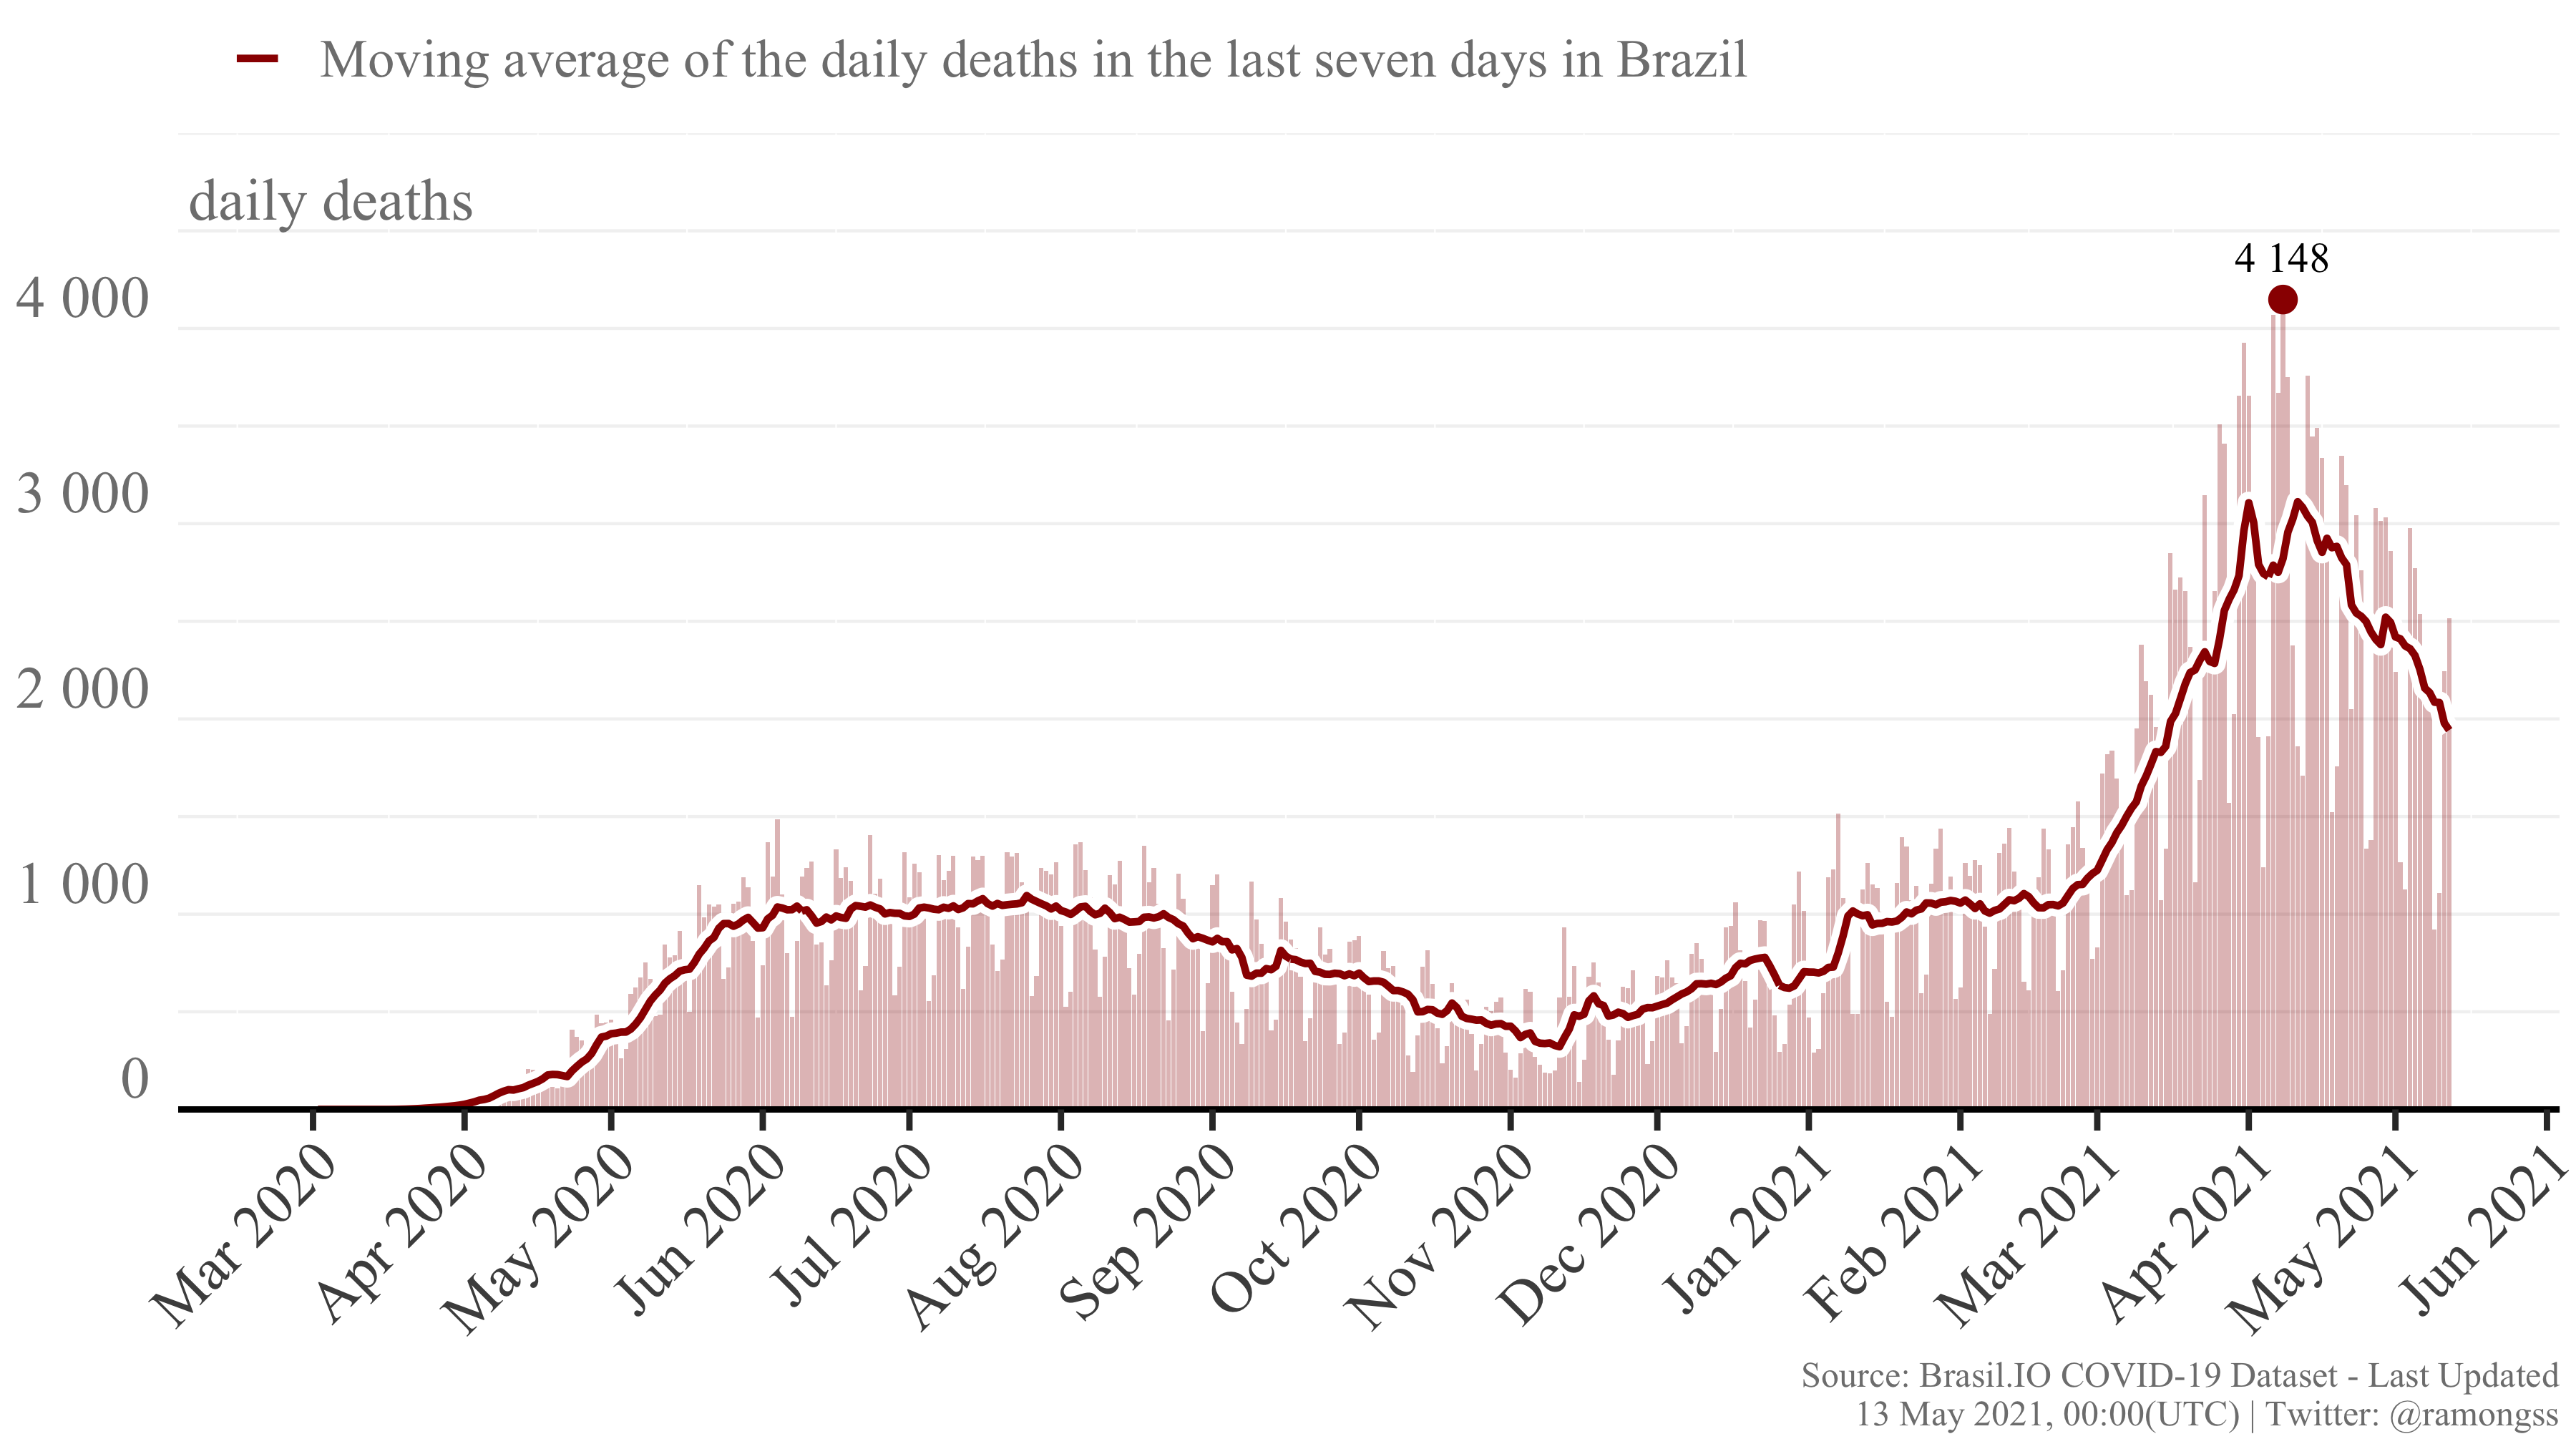 Moving average of the daily deaths in the last seven days in Brazil
daily deaths
4 148
4 000
3 000
2 000
1 000
0
Mar 2020
Apr 2020
May 2020
Jun 2020
Jul 2020
Aug 2020
Sep 2020
Oct 2020
Nov 2020
Dec 2020
Jan 2021
Feb 2021
Mar 2021
Apr 2021
May 2021
Jun 2021
Source: Brasil.IO COVID-19 Dataset - Last Updated
13 May 2021, 00:00(UTC) | Twitter: @ramongss